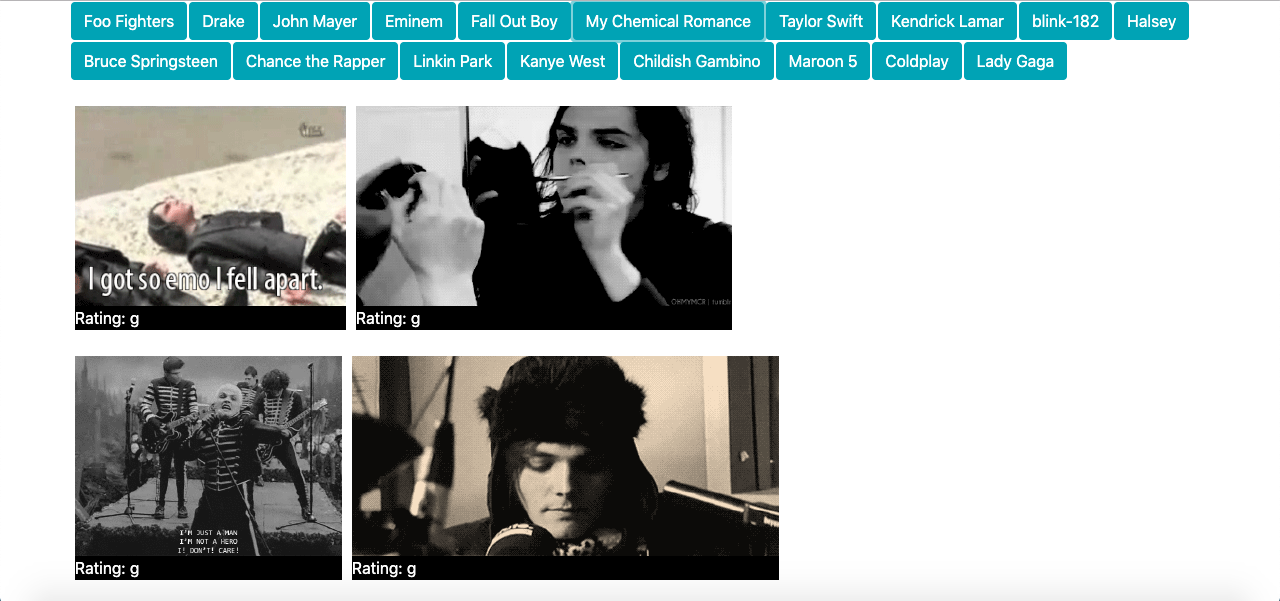 Foo Fighters Drake John Mayer Eminem Fall Out Boy My Chemical Romance Taylor Swift Kendrick Lamar blink-182 Halsey
Bruce Springsteen Chance the Rapper Linkin Park Kanye West Childish Gambino Maroon 5 Coldplay Lady Gaga
I got so emo I fell apart.
Rating: g Rating: g
I'M JUST A MAN
I'M NOT A HERO
I! DON'T! CARE!
Rating: g Rating: g